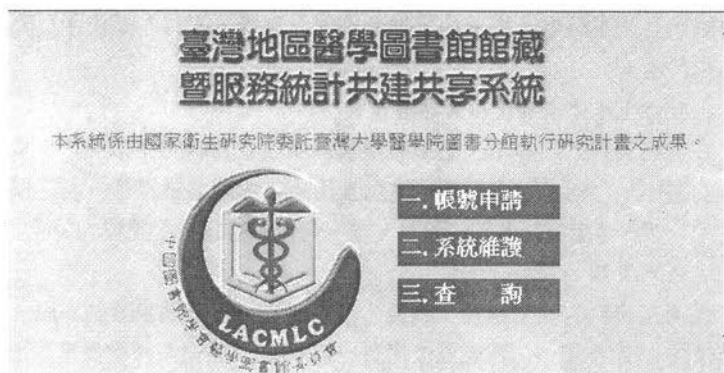 臺灣地區醫學圖書館館藏
暨服務統計共建共享系統
本系統係由國家衛生研究院委託臺灣大學醫學院圖書分館執行研究計畫之成果。
一. 帳號申請
二. 系統維護
三. 查 詢
LACMLC